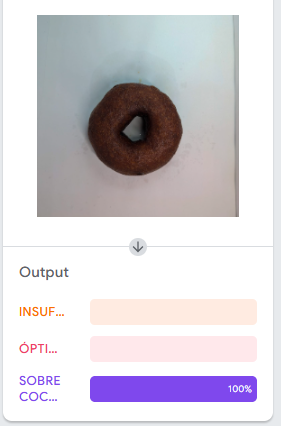 Output
INSUF...
ÓPTI...
SOBRE
COC...
100%